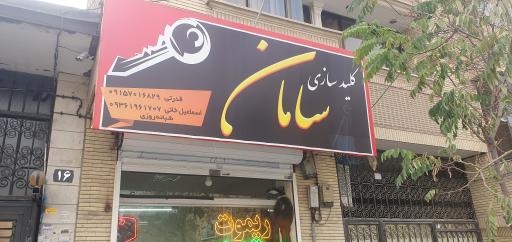 کلید سازی
سامان
قدرتی ۰۹۱۵۷۰۱۶۸۲۹
اسماعیل خانی ۰۹۳۶۱۹۶۱۷۰۷
شبانه روزی
۱۶
ریموت